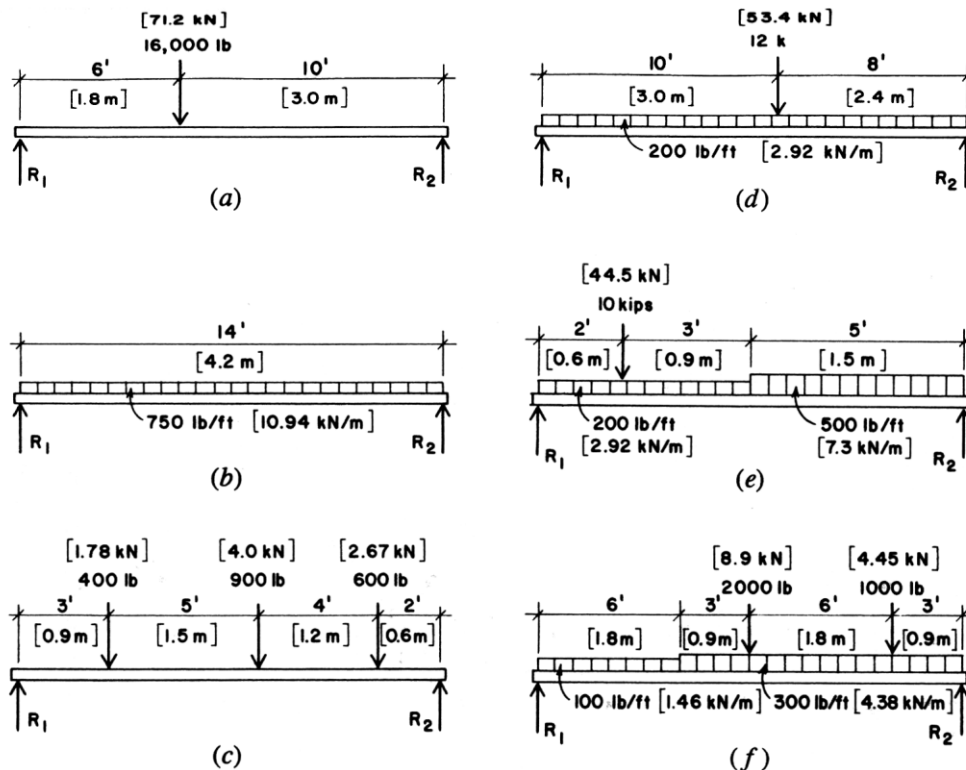 [71.2 kN]
16,000 lb
6' 10'
[1.8 m] [3.0 m]
R1 R2
(a)
[53.4 kN]
12 k
10' 8'
[3.0 m] [2.4 m]
200 lb/ft [2.92 kN/m]
R1 R2
(d)
14'
[4.2 m]
750 lb/ft [10.94 kN/m]
R1 R2
(b)
[44.5 kN]
10 kips
2' 3' 5'
[0.6 m] [0.9 m] [1.5 m]
200 lb/ft 500 lb/ft
R1 [2.92 kN/m] [7.3 kN/m] R2
(e)
[1.78 kN] [4.0 kN] [2.67 kN]
400 lb 900 lb 600 lb
3' 5' 4' 2'
[0.9 m] [1.5 m] [1.2 m] [0.6 m]
R1 R2
(c)
[8.9 kN] [4.45 kN]
2000 lb 1000 lb
6' 3' 6' 3'
[1.8 m] [0.9 m] [1.8 m] [0.9 m]
100 lb/ft [1.46 kN/m] 300 lb/ft [4.38 kN/m]
R1 R2
(f)